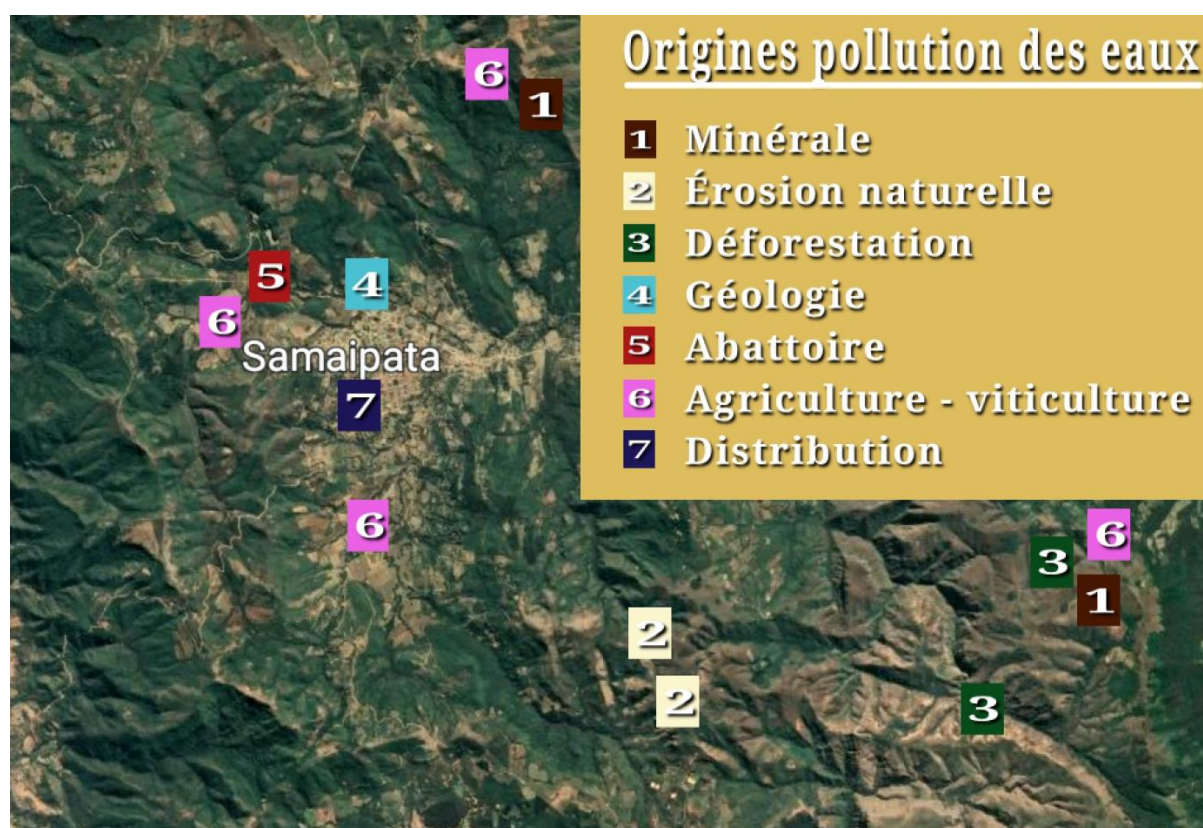 Origines pollution des eaux
1 Minérale
2 Érosion naturelle
3 Déforestation
4 Géologie
5 Abattoire
6 Agriculture - viticulture
7 Distribution
6
1
5
4
6
Samaipata
7
6
6
3
1
2
2
3